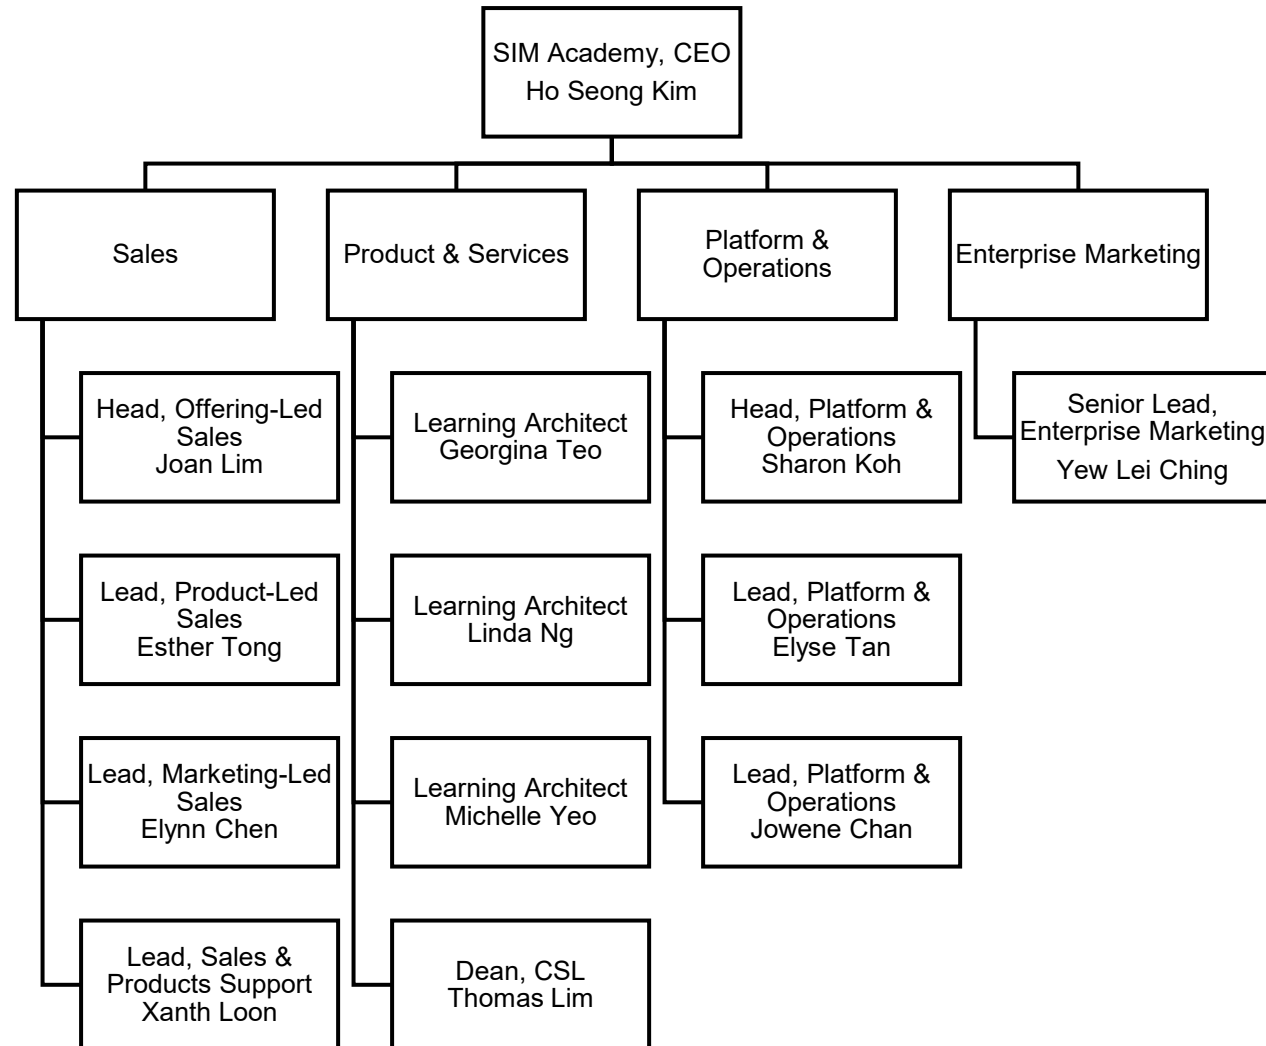 SIM Academy, CEO
Ho Seong Kim
Sales
Product & Services
Platform &
Operations
Enterprise Marketing
Head, Offering-Led
Sales
Joan Lim
Learning Architect
Georgina Teo
Head, Platform &
Operations
Sharon Koh
Senior Lead,
Enterprise Marketing
Yew Lei Ching
Lead, Product-Led
Sales
Esther Tong
Learning Architect
Linda Ng
Lead, Platform &
Operations
Elyse Tan
Lead, Marketing-Led
Sales
Elynn Chen
Learning Architect
Michelle Yeo
Lead, Platform &
Operations
Jowene Chan
Lead, Sales &
Products Support
Xanth Loon
Dean, CSL
Thomas Lim